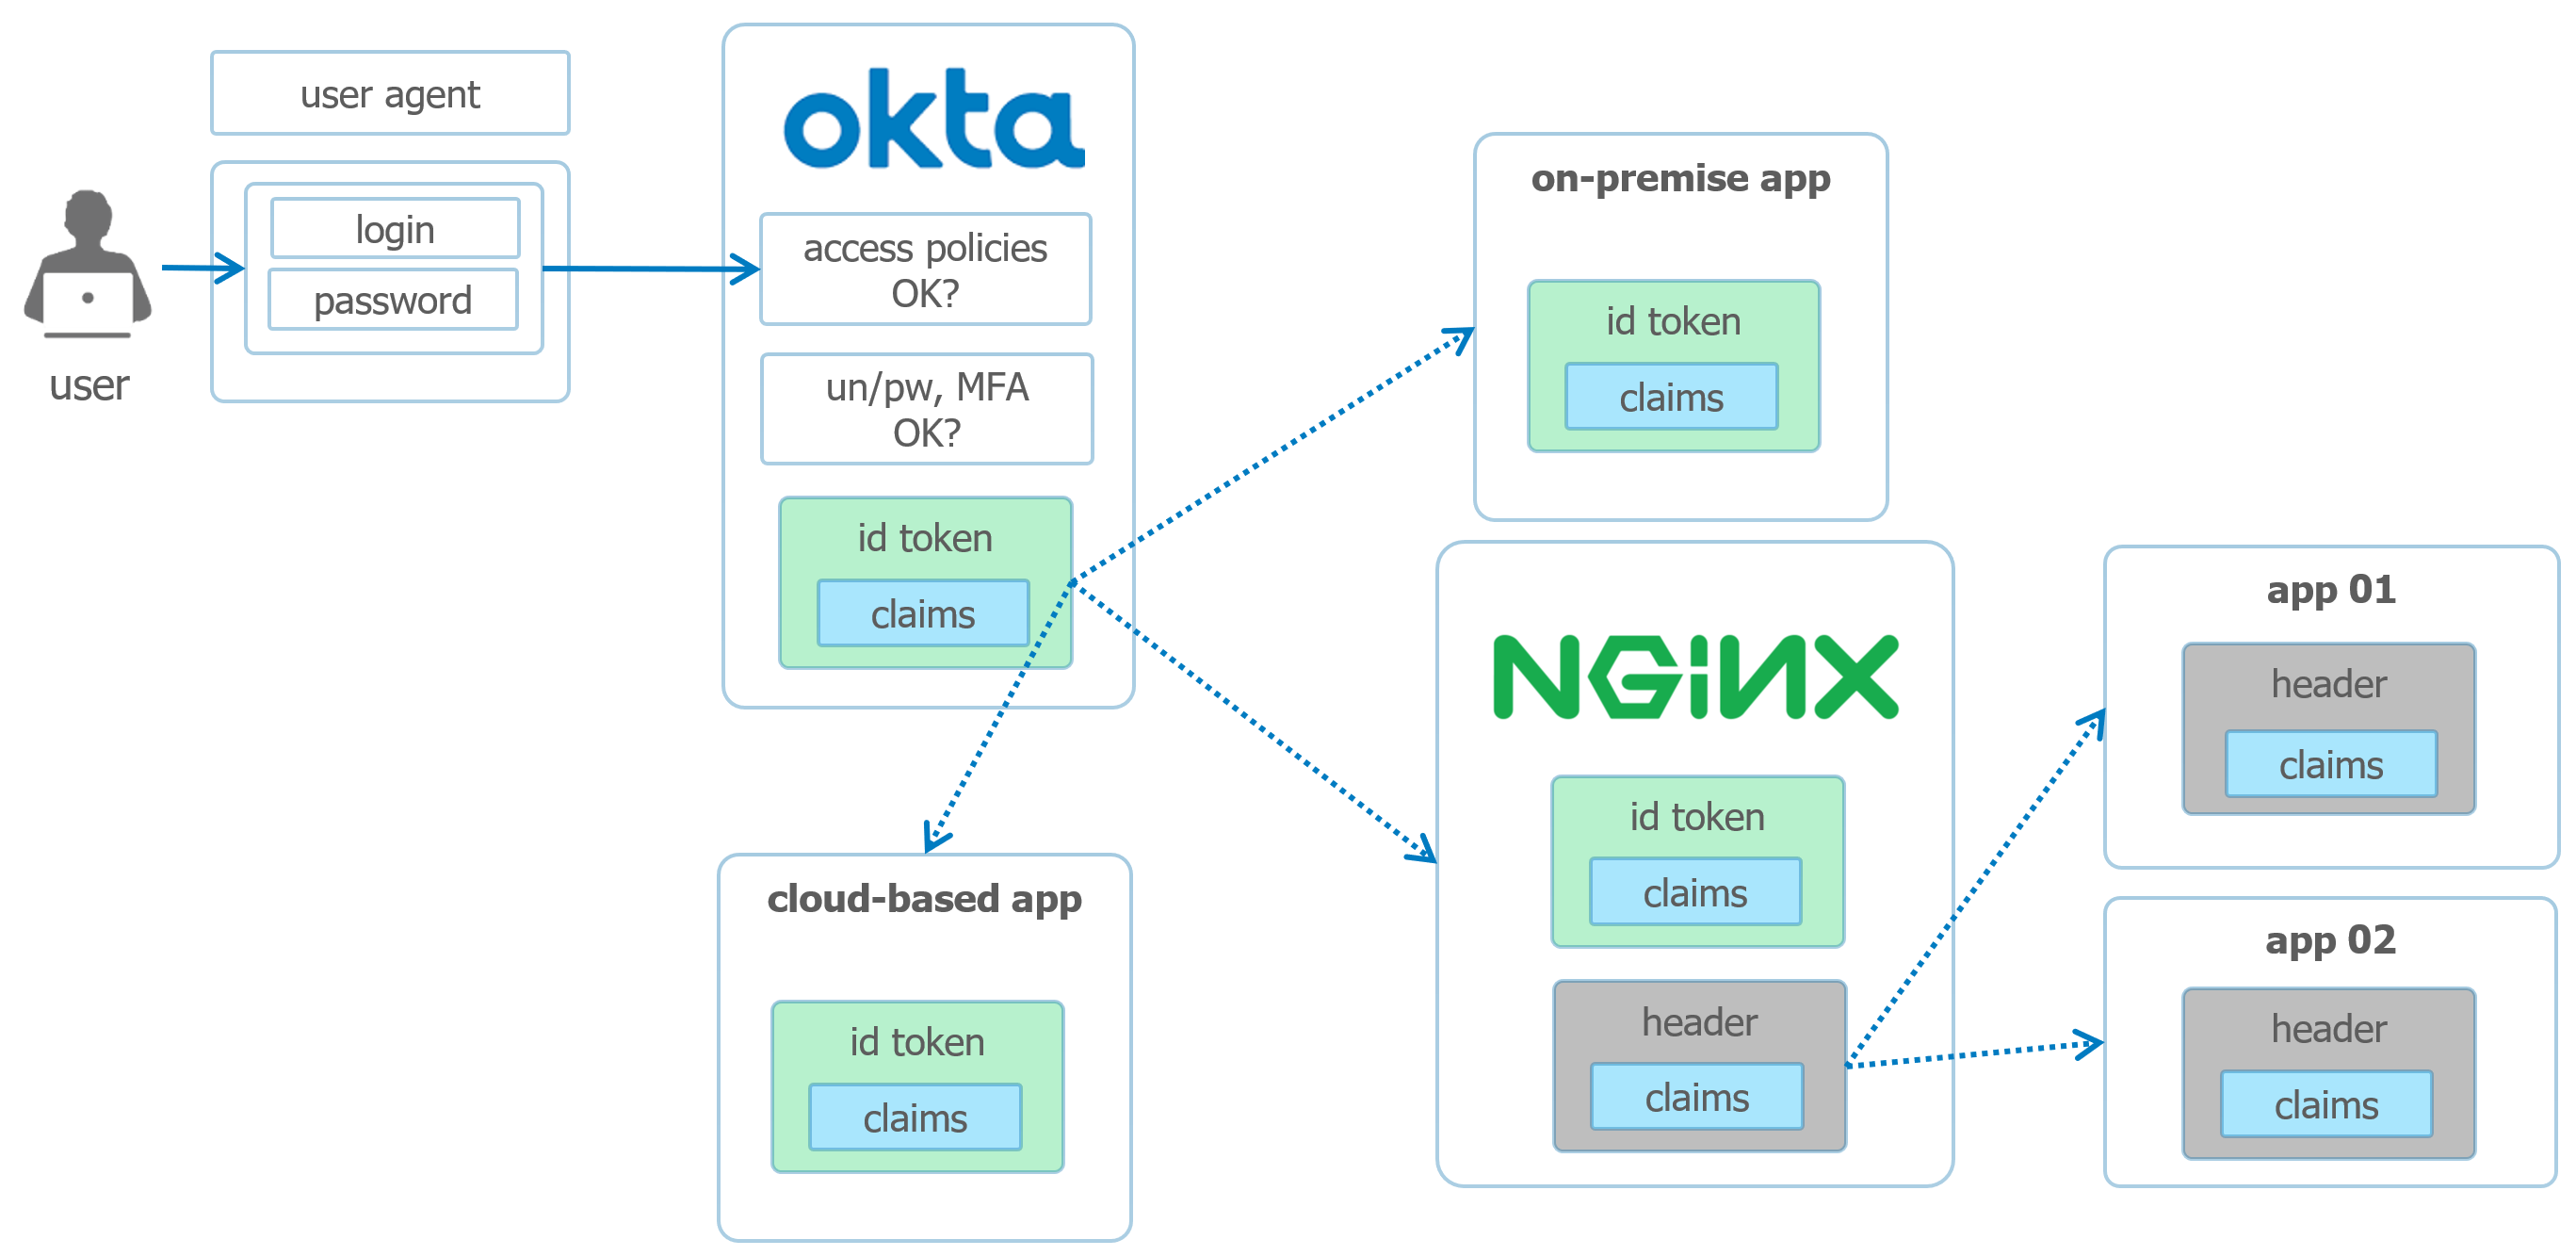 user agent
login
password
user
okta
access policies
OK?
un/pw, MFA
OK?
id token
claims
on-premise app
id token
claims
cloud-based app
id token
claims
NGINX
id token
claims
header
claims
app 01
header
claims
app 02
header
claims